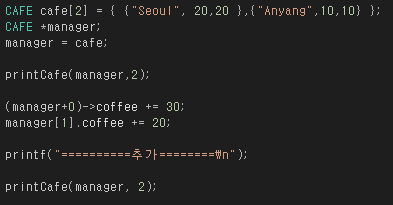 CAFE cafe[2] = { {"Seoul", 20,20 },{"Anyang",10,10} };
CAFE *manager;
manager = cafe;
printCafe(manager,2);
(manager+0)->coffee += 30;
manager[1].coffee += 20;
printf("==========추가========₩n");
printCafe(manager, 2);